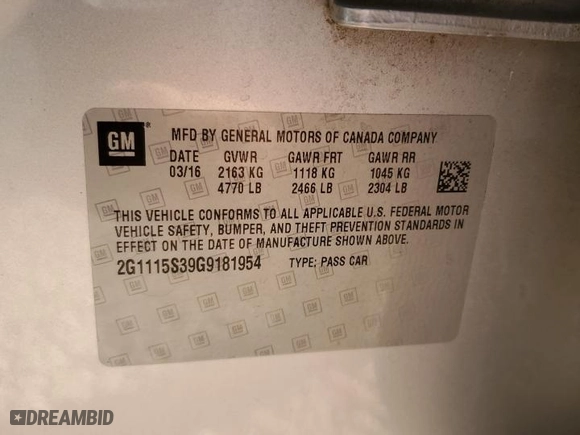 GM
MFD BY GENERAL MOTORS OF CANADA COMPANY
DATE GVWR GAWR FRT GAWR RR
03/16 2163 KG 1118 KG 1045 KG
4770 LB 2466 LB 2304 LB
THIS VEHICLE CONFORMS TO ALL APPLICABLE U.S. FEDERAL MOTOR
VEHICLE SAFETY, BUMPER, AND THEFT PREVENTION STANDARDS IN
EFFECT ON THE DATE OF MANUFACTURE SHOWN ABOVE.
2G1115S39G9181954 TYPE: PASS CAR
DREAMBID